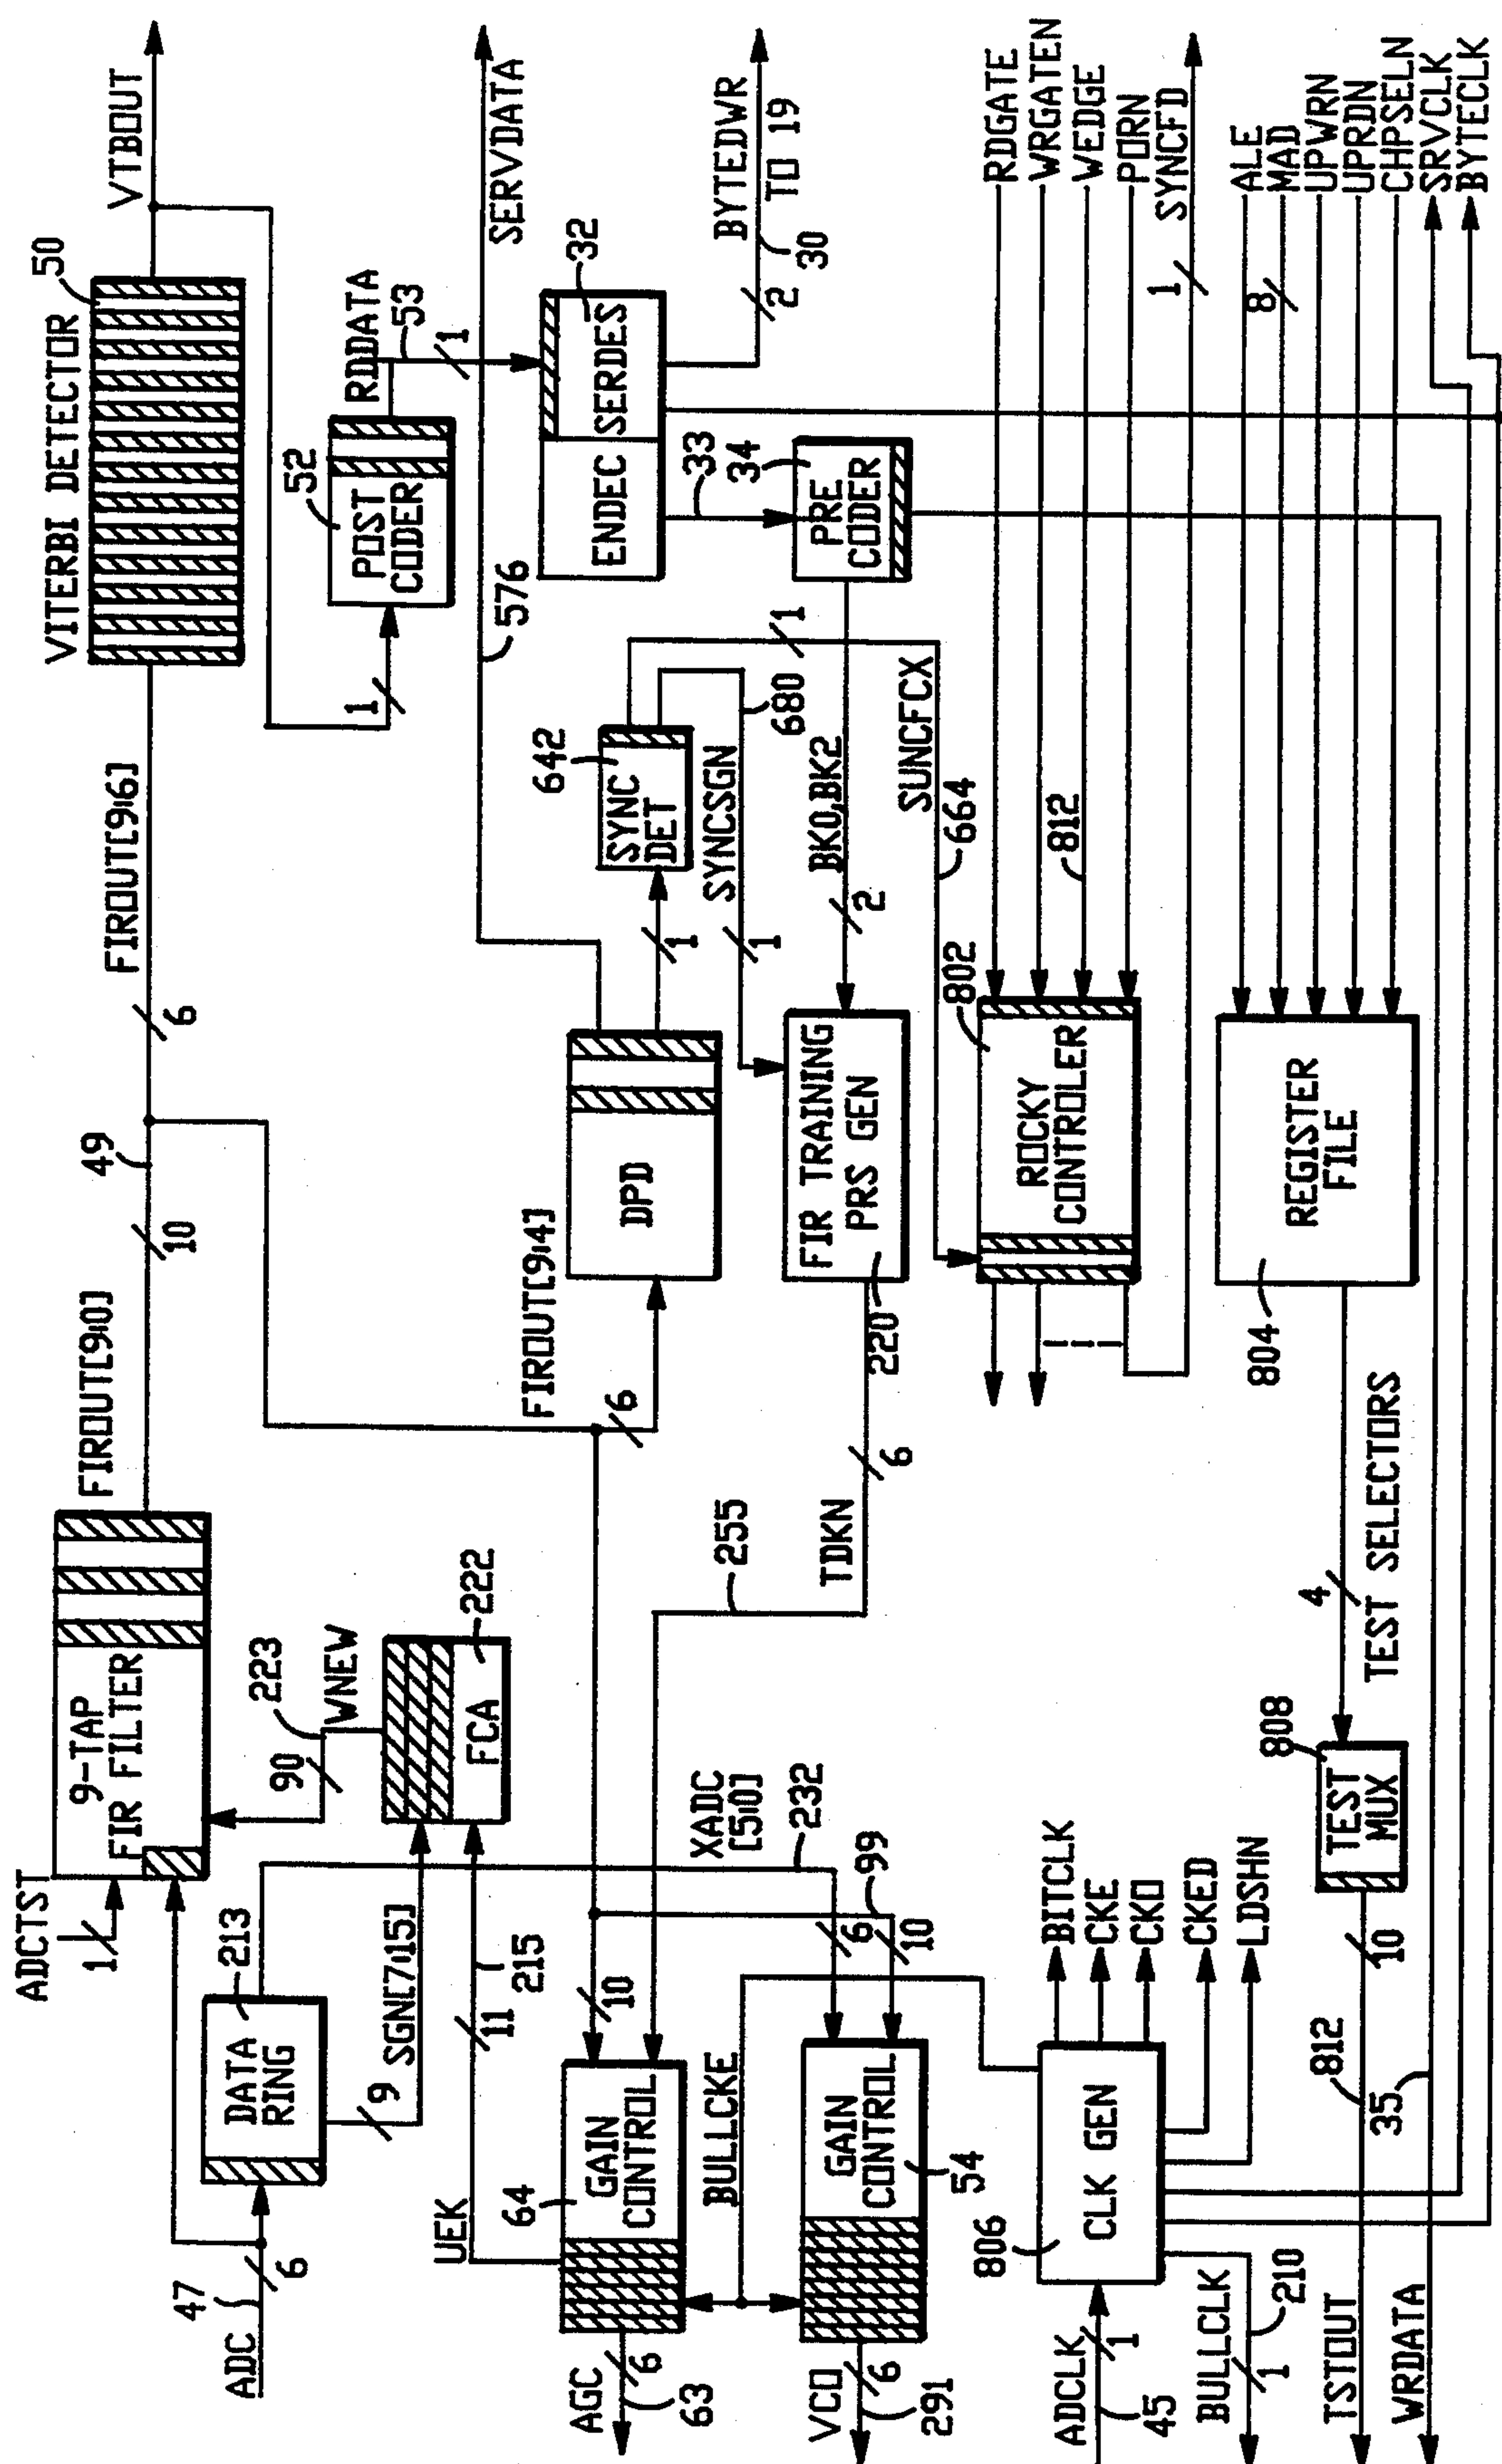 ADCTST
1
9-TAP
FIR FILTER
FIROUT[9:0]
10
49
6
FIROUT[9:6]
VITERBI DETECTOR
50
VTBOUT
47
ADC
6
DATA
RING
213
9
SGN[7:15]
223
90
WNEW
FCA
222
UEK
11
215
FIROUT[9:4]
6
DPD
1
SYNC
DET
642
1
52
POST
CODER
RDDATA
53
1
576
SERVDATA
ENDEC
SERDES
32
33
34
PRE
CODER
BYTEDWR
TO 19
2
30
SYNCSGN
1
680
1
BK0,BK2
2
SUNCFCX
664
FIR TRAINING
PRS GEN
220
6
TDKN
255
XADC
[5:0]
232
99
6
10
10
64
GAIN
CONTROL
AGC
6
63
BULLCKE
GAIN
CONTROL
54
VCO
6
291
802
ROCKY
CONTROLER
812
RDGATE
WRGATEN
WEDGE
PORN
SYNCFD
1
ALE
MAD
8
UPWRN
UPRDN
CHPSELN
SRVCLK
BYTECLK
REGISTER
FILE
804
4
TEST SELECTORS
TEST
MUX
808
10
812
TSTOUT
35
WRDATA
806
CLK GEN
BITCLK
CKE
CKO
CKED
LDSHN
ADCLK
1
45
BULLCLK
1
210